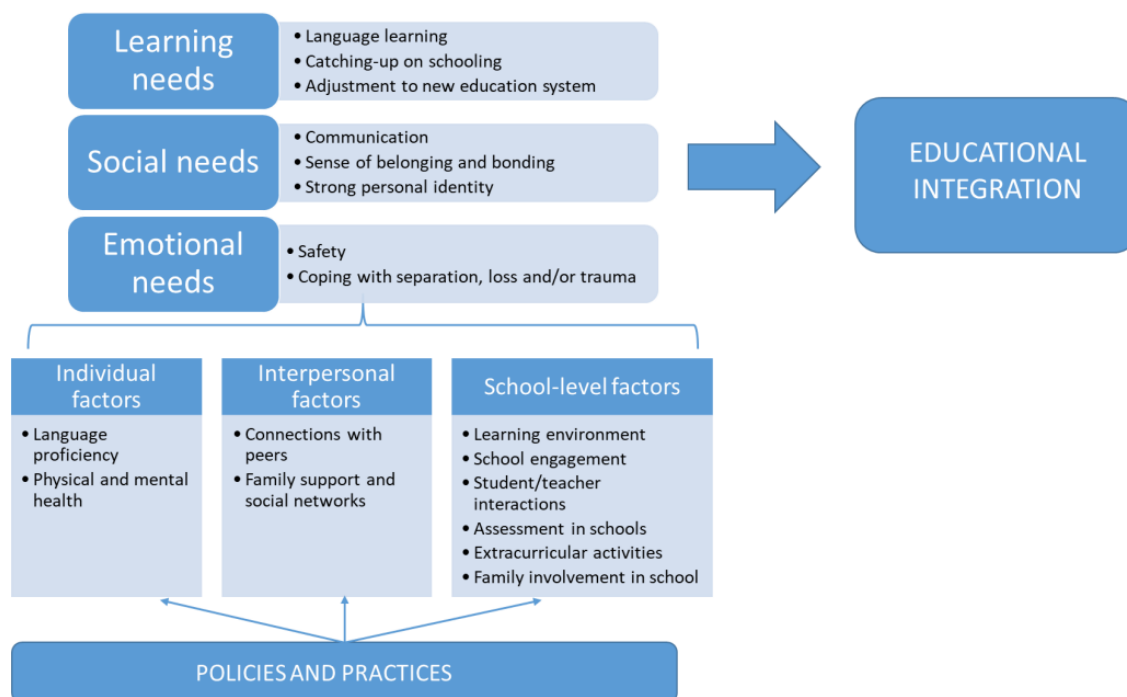 Learning
needs
• Language learning
• Catching-up on schooling
• Adjustment to new education system
Social needs
• Communication
• Sense of belonging and bonding
• Strong personal identity
Emotional
needs
• Safety
• Coping with separation, loss and/or trauma
EDUCATIONAL
INTEGRATION
Individual
factors
• Language
proficiency
• Physical and mental
health
Interpersonal
factors
• Connections with
peers
• Family support and
social networks
School-level factors
• Learning environment
• School engagement
• Student/teacher
interactions
• Assessment in schools
• Extracurricular activities
• Family involvement in school
POLICIES AND PRACTICES